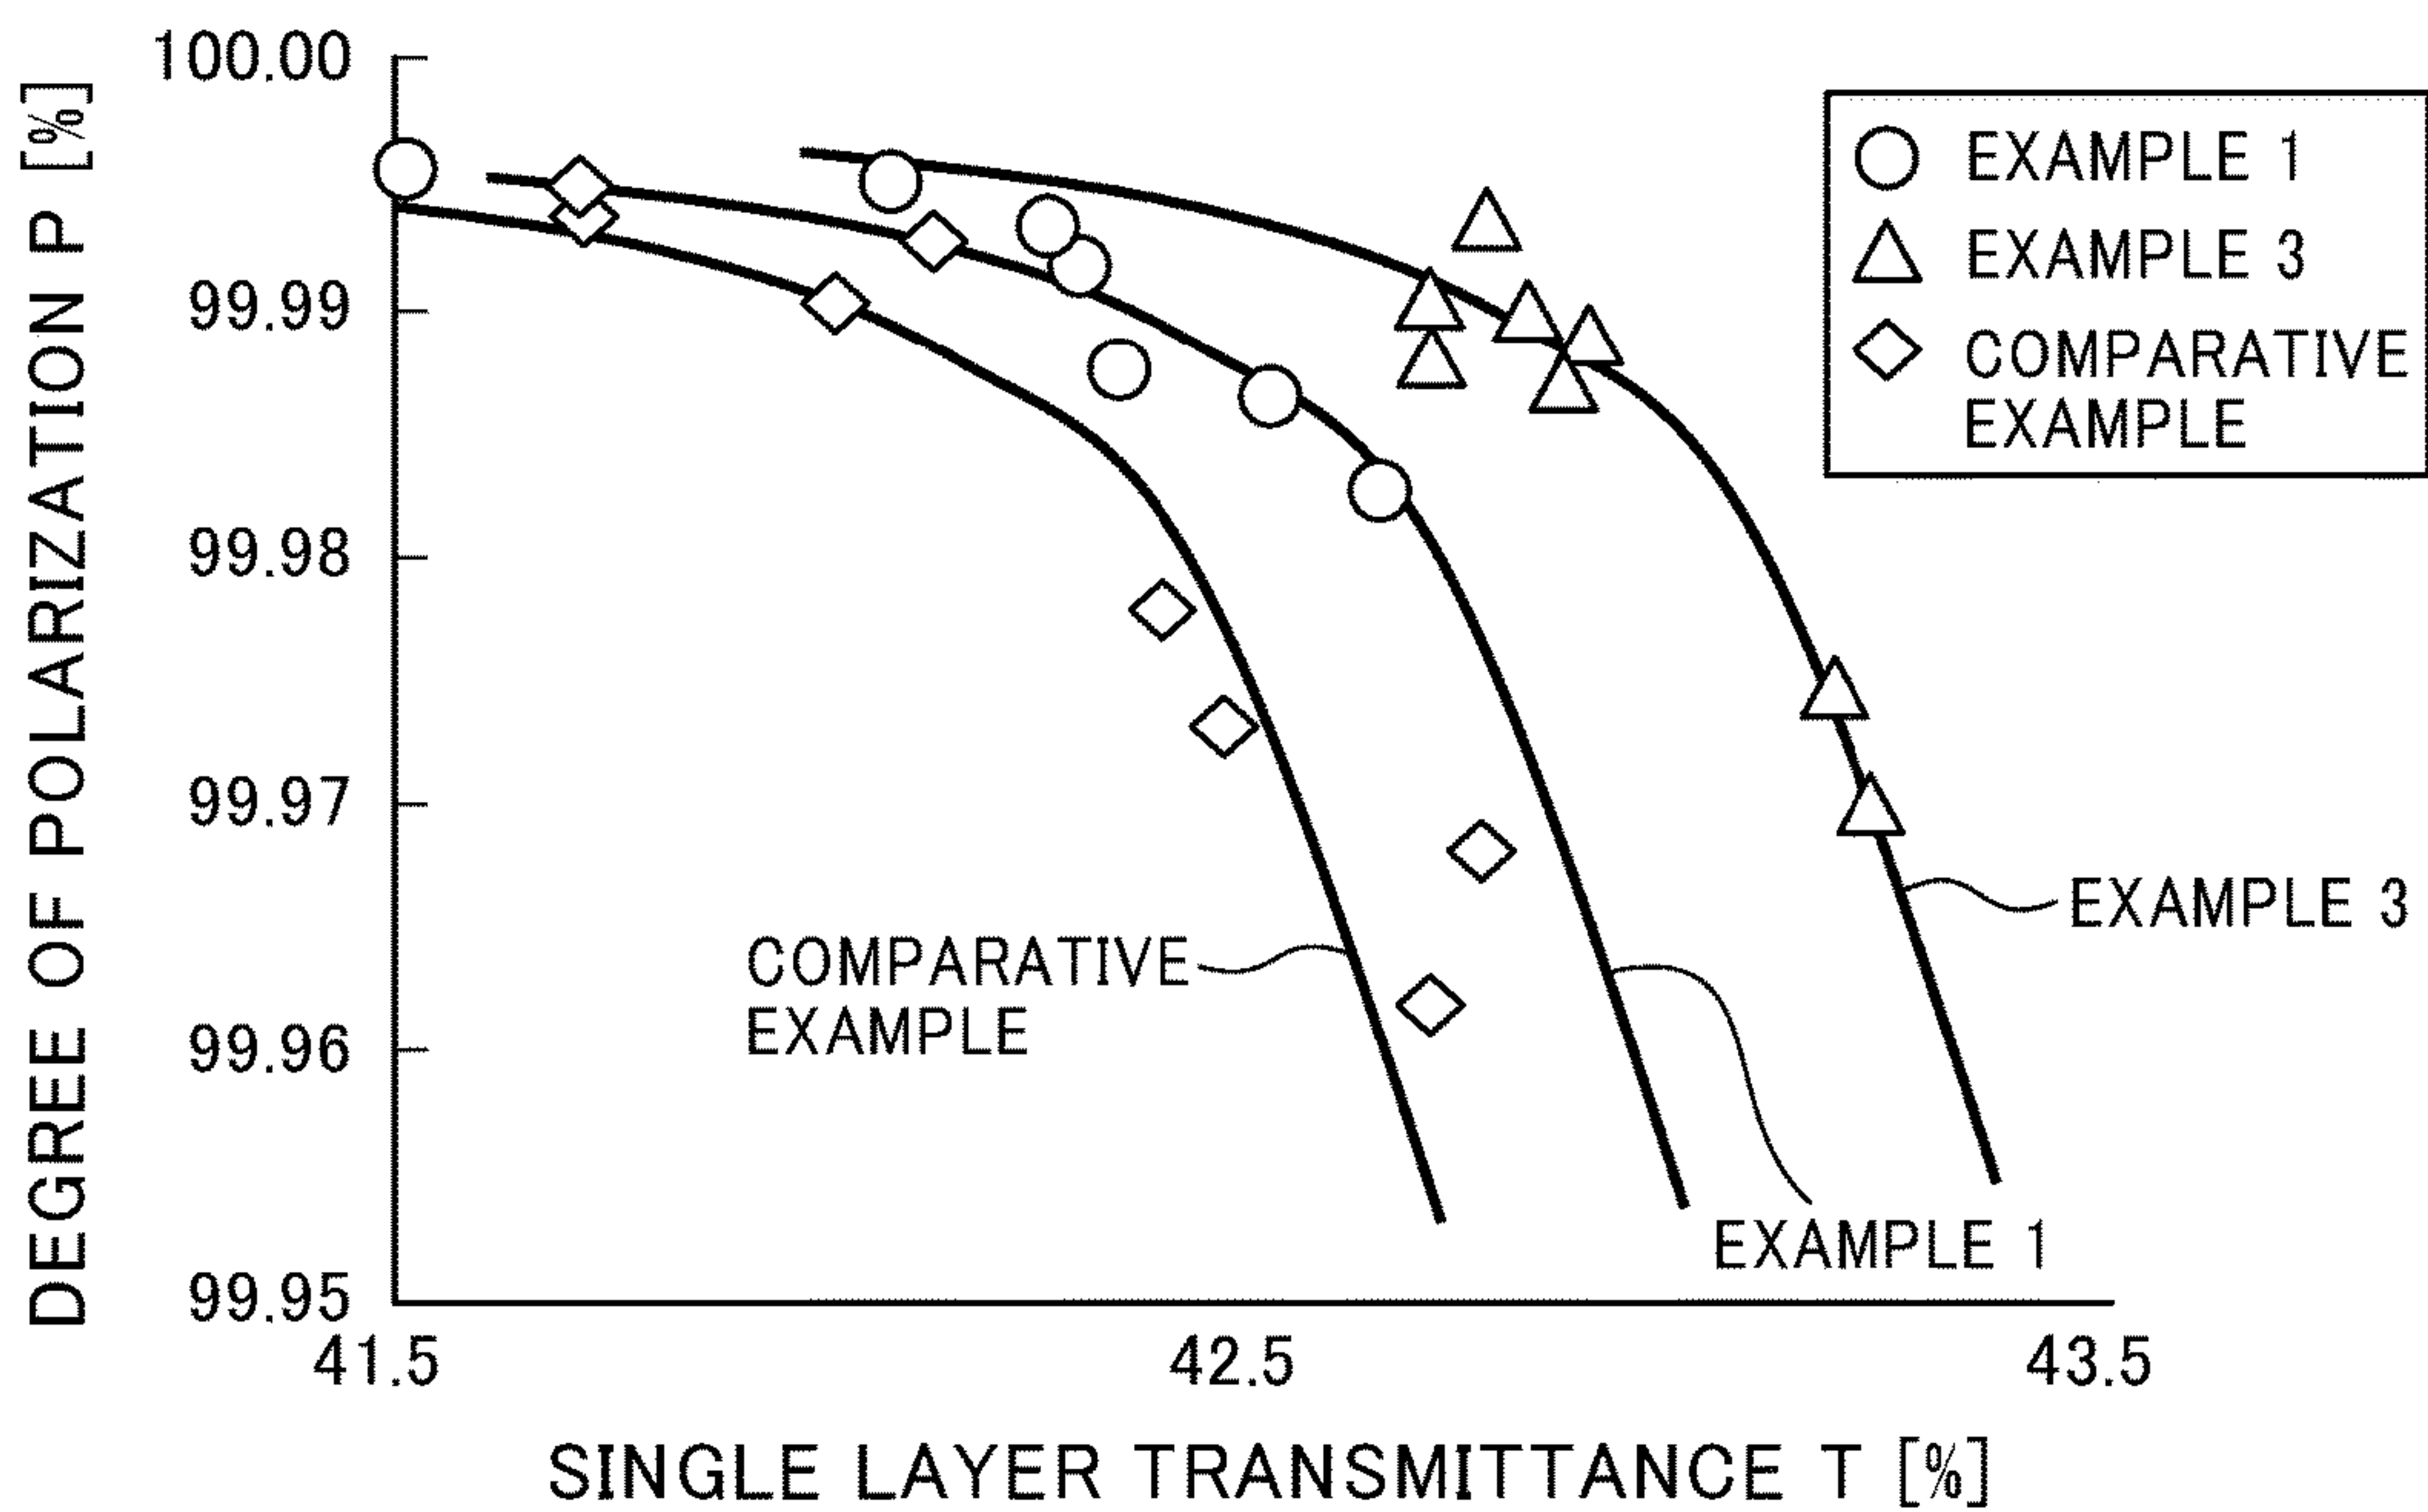 DEGREE OF POLARIZATION P [%]
100.00
99.99
99.98
99.97
99.96
99.95
EXAMPLE 1
EXAMPLE 3
COMPARATIVE
EXAMPLE
COMPARATIVE
EXAMPLE
EXAMPLE 3
EXAMPLE 1
41.5
42.5
43.5
SINGLE LAYER TRANSMITTANCE T [%]